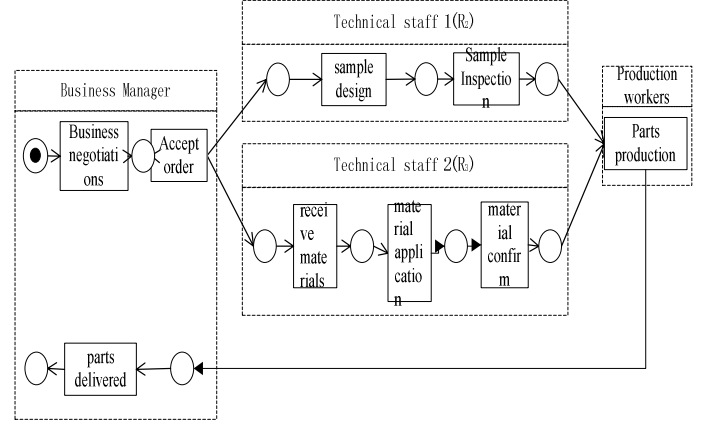 Technical staff 1(R₂)
sample
design
Sample
Inspectio
n
Business Manager
Business
negotiati
ons
Accept
order
Production
workers
Parts
production
Technical staff 2(R₃)
recei
ve
mate
rials
mate
rial
appli
catio
n
mater
ial
confir
m
parts
delivered